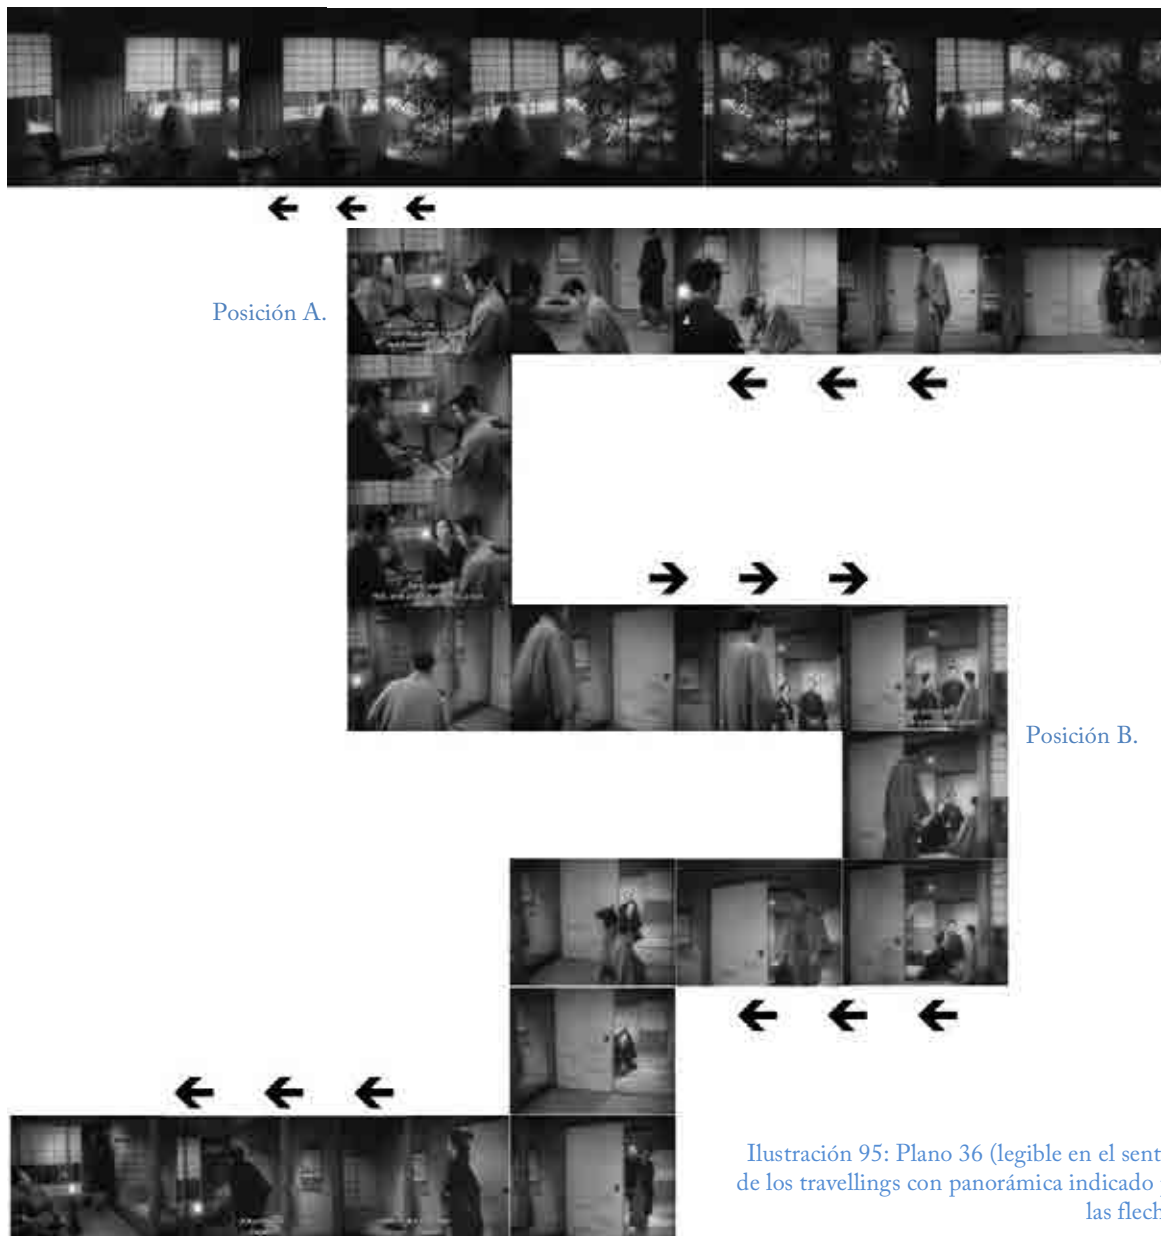 Posición A.
Posición B.
Ilustración 95: Plano 36 (legible en el sent
de los travellings con panorámica indicado
las flech